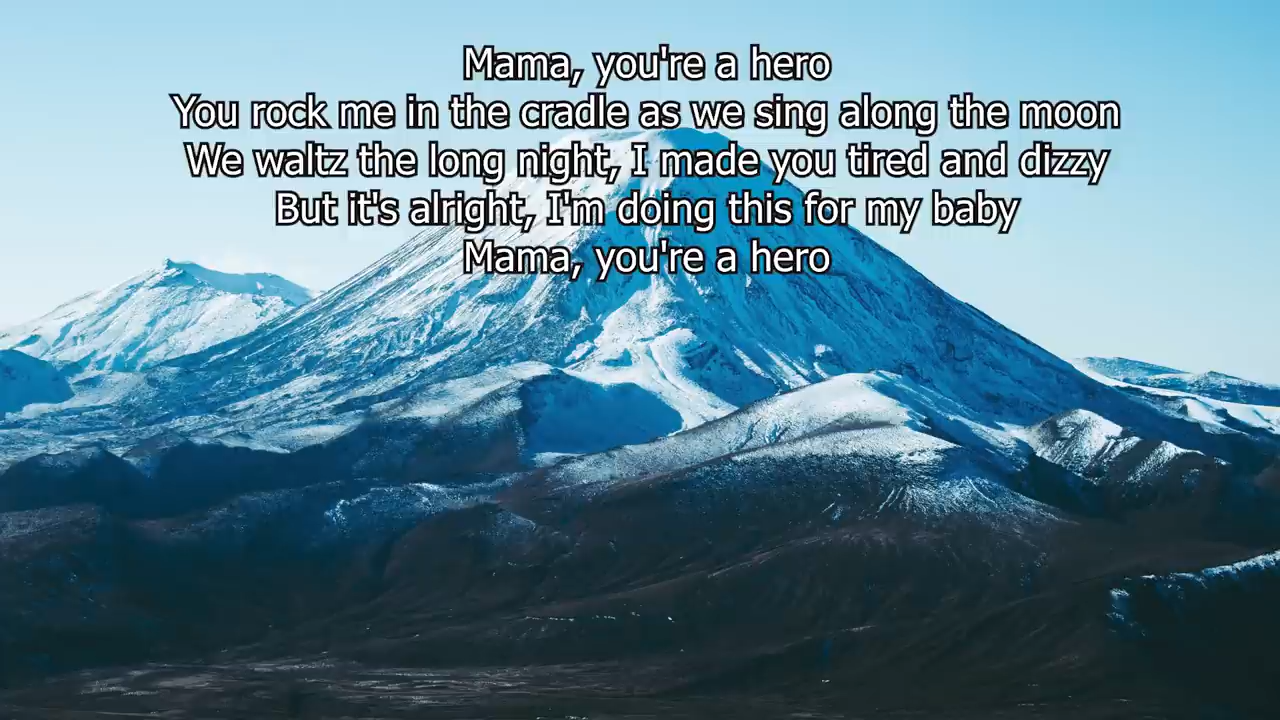 Mama, you're a hero
You rock me in the cradle as we sing along the moon
We waltz the long night, I made you tired and dizzy
But it's alright, I'm doing this for my baby
Mama, you're a hero